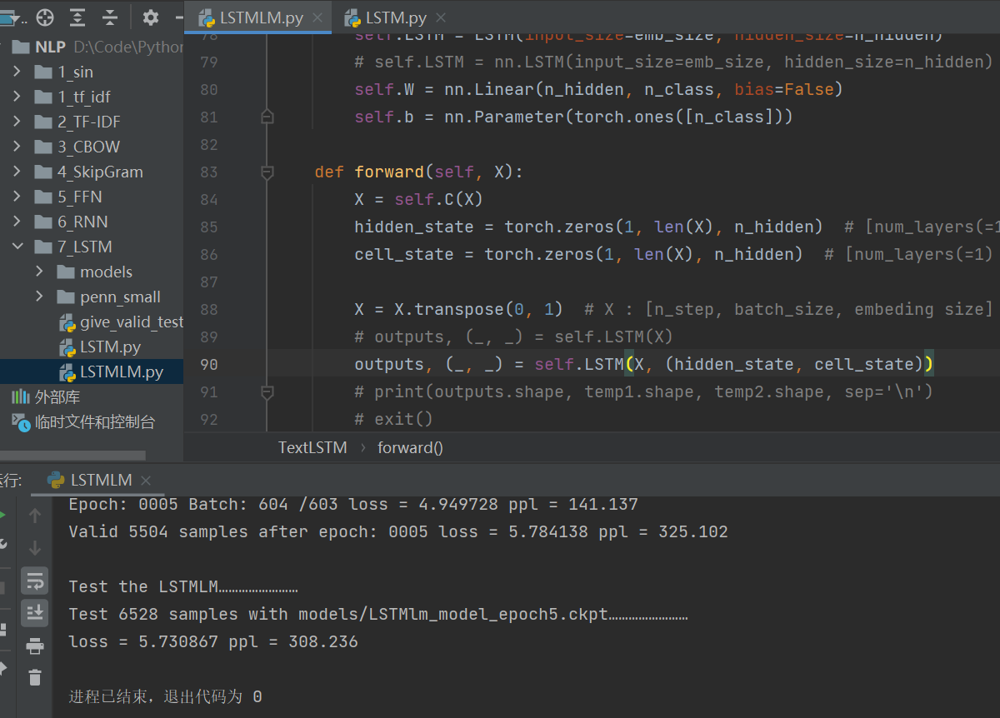 LSTMLM.py
LSTM.py
NLP D:\Code\Python
1_sin
1_tf_idf
2_TF-IDF
3_CBOW
4_SkipGram
5_FFN
6_RNN
7_LSTM
models
penn_small
give_valid_test
LSTM.py
LSTMLM.py
外部库
临时文件和控制台
78 self.LSTM = LSTM(input_size=emb_size, hidden_size=n_hidden)
79 # self.LSTM = nn.LSTM(input_size=emb_size, hidden_size=n_hidden)
80 self.W = nn.Linear(n_hidden, n_class, bias=False)
81 self.b = nn.Parameter(torch.ones([n_class]))
82
83 def forward(self, X):
84 X = self.C(X)
85 hidden_state = torch.zeros(1, len(X), n_hidden) # [num_layers(=1
86 cell_state = torch.zeros(1, len(X), n_hidden) # [num_layers(=1)
87
88 X = X.transpose(0, 1) # X : [n_step, batch_size, embeding size]
89 # outputs, (_, _) = self.LSTM(X)
90 outputs, (_, _) = self.LSTM(X, (hidden_state, cell_state))
91 # print(outputs.shape, temp1.shape, temp2.shape, sep='\n')
92 # exit()
TextLSTM › forward()
运行: LSTMLM
Epoch: 0005 Batch: 604 /603 loss = 4.949728 ppl = 141.137
Valid 5504 samples after epoch: 0005 loss = 5.784138 ppl = 325.102
Test the LSTMLM……………………
Test 6528 samples with models/LSTMlm_model_epoch5.ckpt……………………
loss = 5.730867 ppl = 308.236
进程已结束，退出代码为 0